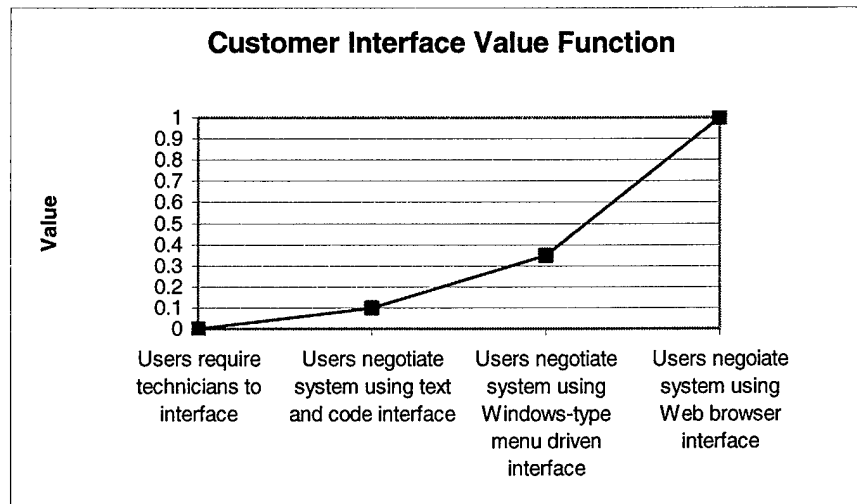 Customer Interface Value Function
Value
1
0.9
0.8
0.7
0.6
0.5
0.4
0.3
0.2
0.1
0
Users require
technicians to
interface
Users negotiate
system using text
and code interface
Users negotiate
system using
Windows-type
menu driven
interface
Users negoiate
system using
Web browser
interface